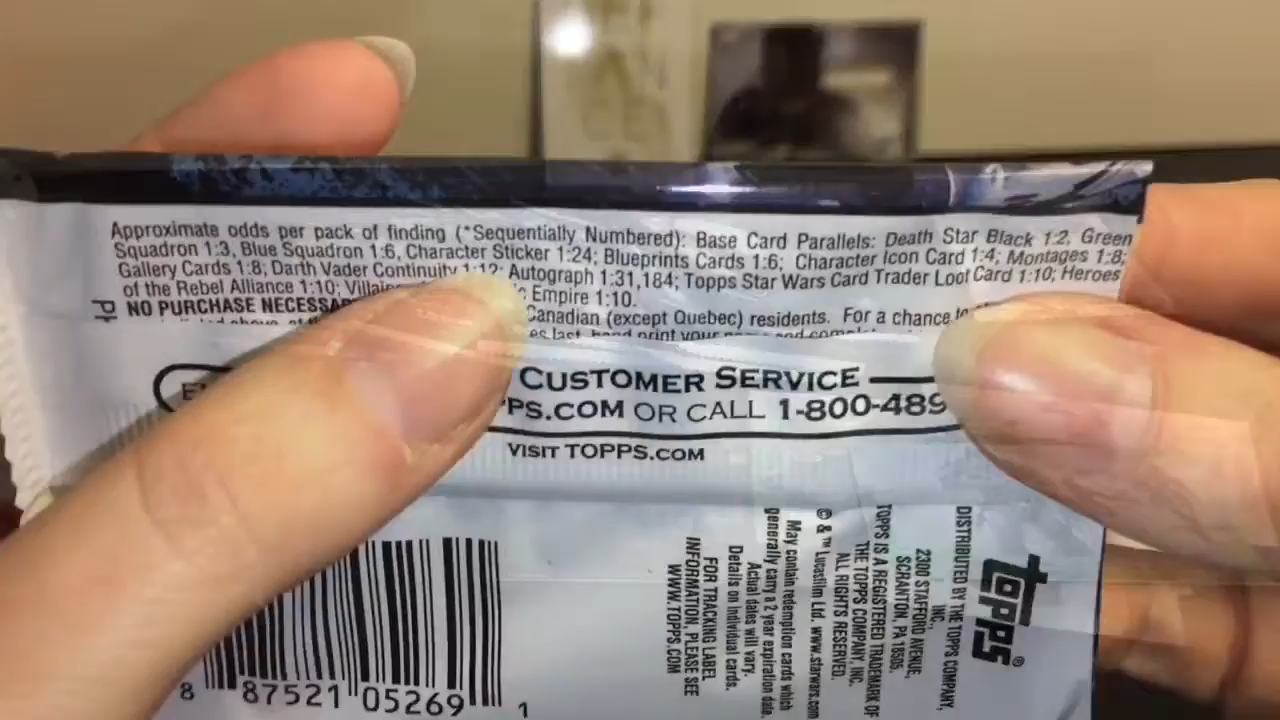 Approximate odds per pack of finding (*Sequentially Numbered): Base Card Parallels: Death Star Black 1:2, Green
Squadron 1:3, Blue Squadron 1:6, Character Sticker 1:24; Blueprints Cards 1:6; Character Icon Card 1:4; Montages 1:8;
Gallery Cards 1:8; Darth Vader Continuity 1:12; Autograph 1:31,184; Topps Star Wars Card Trader Loot Card 1:10; Heroes
of the Rebel Alliance 1:10; Empire 1:10.
NO PURCHASE Canadian (except Quebec) residents. For a chance
print your
CUSTOMER SERVICE
PS.COM OR CALL 1-800-489
VISIT TOPPS.COM
8 87521 05269 1
FOR TRACKING LABEL
INFORMATION, PLEASE SEE
WWW.TOPPS.COM
May contain redemption cards which
generally carry a 2 year expiration date.
Actual dates will vary.
Details on individual cards.
© & ™ Lucasfilm Ltd. www.starwars.com
TOPPS IS A REGISTERED TRADEMARK OF
THE TOPPS COMPANY, INC.
ALL RIGHTS RESERVED.
DISTRIBUTED BY THE TOPPS COMPANY,
INC.,
2300 STAFFORD AVENUE,
SCRANTON, PA 18505.
topps®